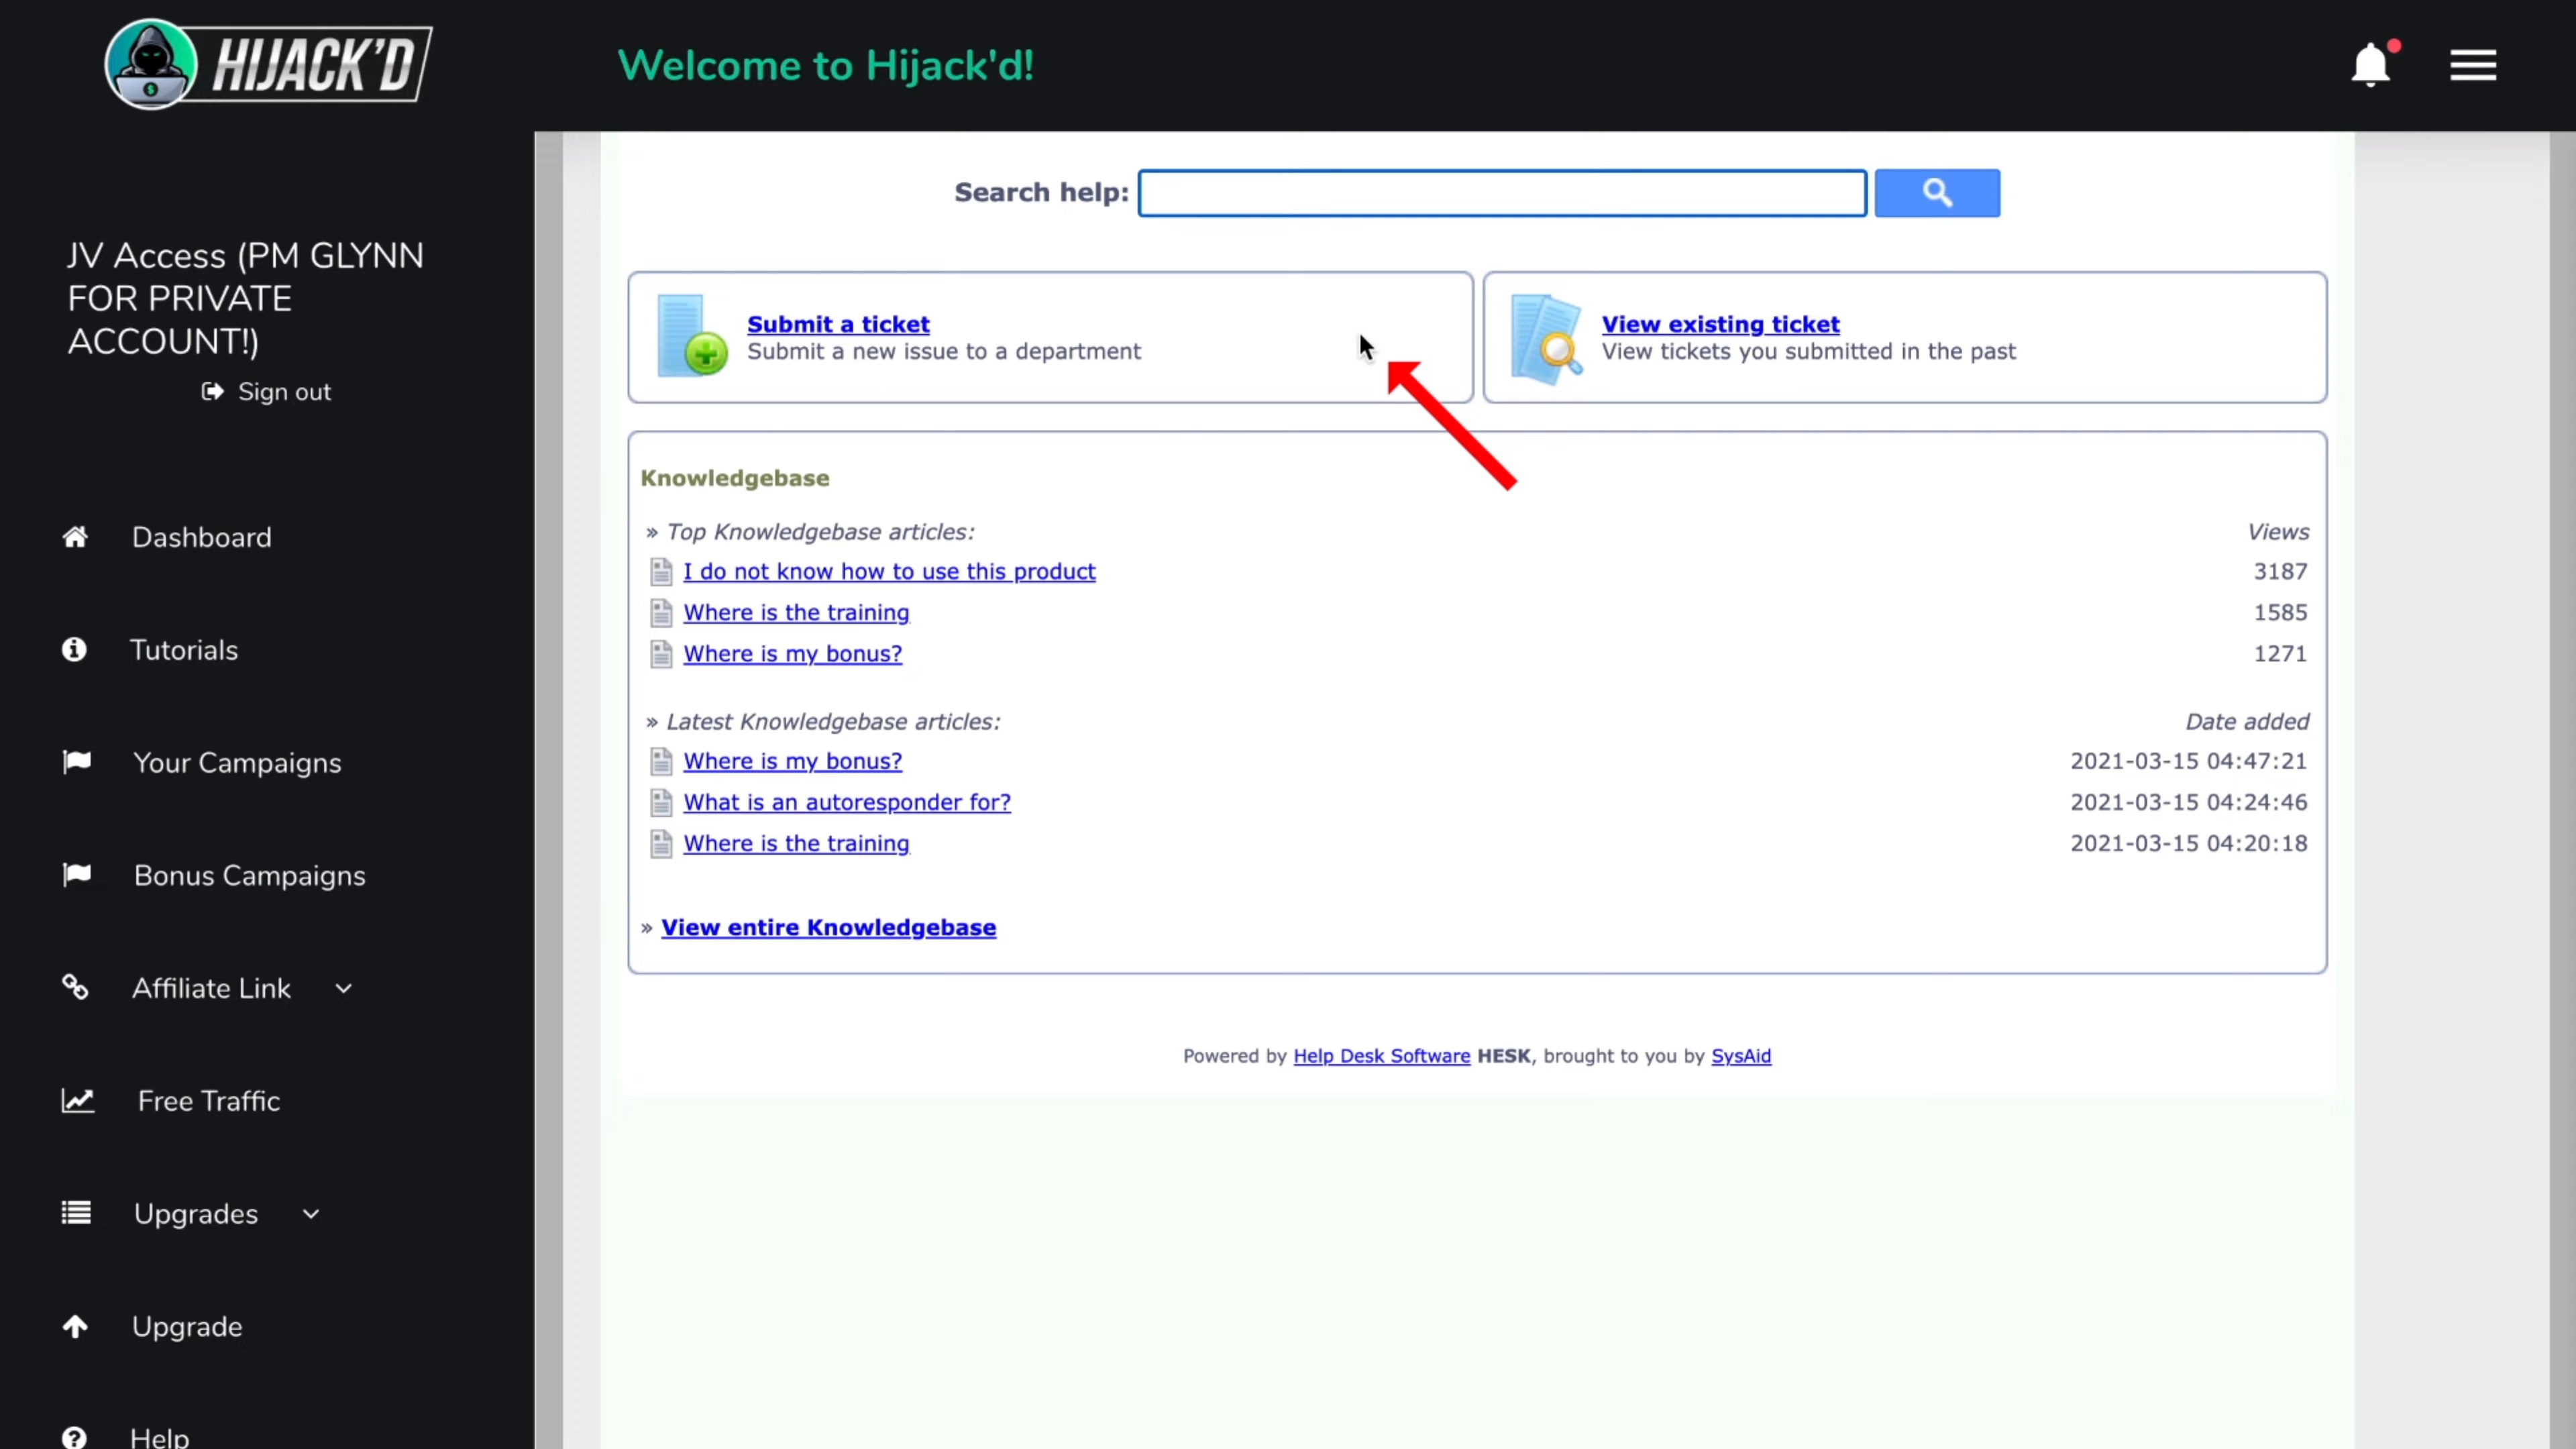 HIJACK'D
Welcome to Hijack'd!
JV Access (PM GLYNN
FOR PRIVATE
ACCOUNT!)
Sign out
Dashboard
Tutorials
Your Campaigns
Bonus Campaigns
Affiliate Link
Free Traffic
Upgrades
Upgrade
Help
Search help:
Submit a ticket
Submit a new issue to a department
View existing ticket
View tickets you submitted in the past
Knowledgebase
» Top Knowledgebase articles: Views
I do not know how to use this product 3187
Where is the training 1585
Where is my bonus? 1271
» Latest Knowledgebase articles: Date added
Where is my bonus? 2021-03-15 04:47:21
What is an autoresponder for? 2021-03-15 04:24:46
Where is the training 2021-03-15 04:20:18
» View entire Knowledgebase
Powered by Help Desk Software HESK, brought to you by SysAid